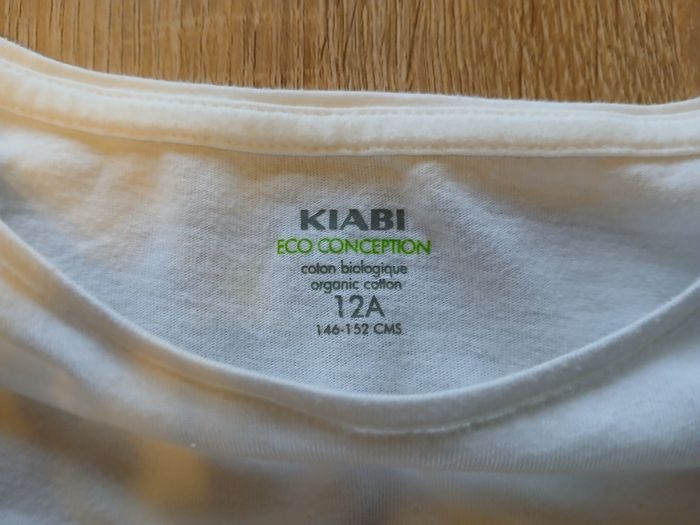 KIABI
ECO CONCEPTION
coton biologique
organic cotton
12A
146-152 CMS